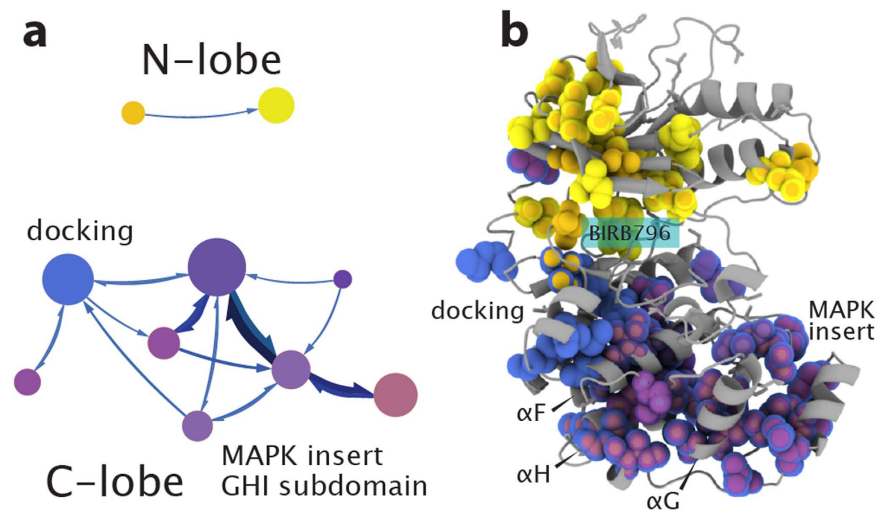 a
N-lobe
docking
C-lobe
MAPK insert
GHI subdomain
b
BIRB796
docking
MAPK
insert
αF
αH
αG